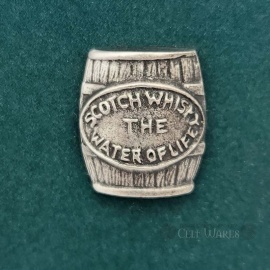 SCOTCH WHISKY
THE
WATER OF LIFE